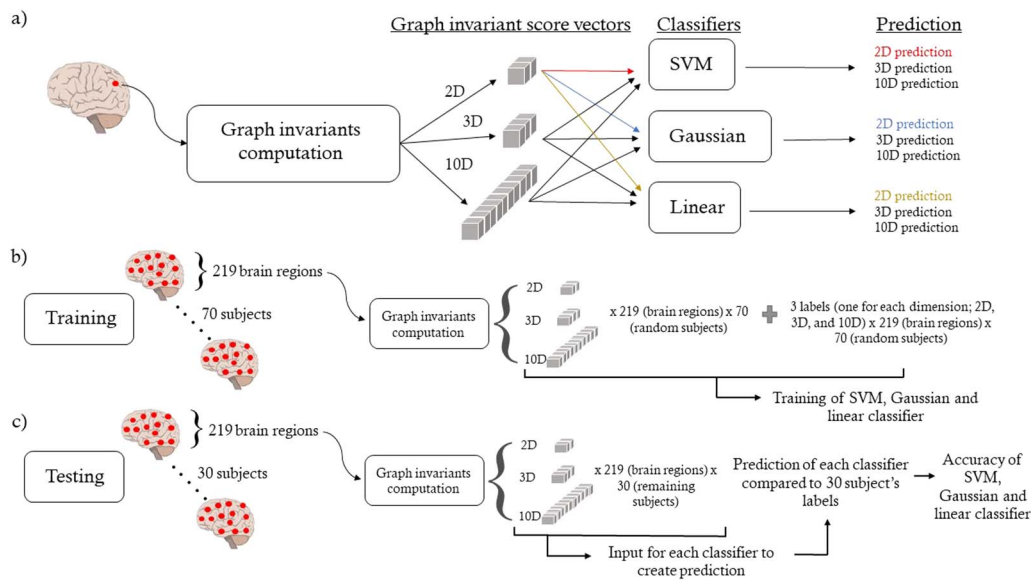 a)
Graph invariant score vectors
Classifiers
Prediction
Graph invariants
computation
2D
3D
10D
SVM
Gaussian
Linear
2D prediction
3D prediction
10D prediction
2D prediction
3D prediction
10D prediction
2D prediction
3D prediction
10D prediction
b)
Training
219 brain regions
70 subjects
Graph invariants
computation
2D
3D
10D
x 219 (brain regions) x 70
(random subjects)
3 labels (one for each dimension; 2D,
3D, and 10D) x 219 (brain regions) x
70 (random subjects)
Training of SVM, Gaussian and
linear classifier
c)
Testing
219 brain regions
30 subjects
Graph invariants
computation
2D
3D
10D
x 219 (brain regions) x
30 (remaining
subjects)
Input for each classifier to
create prediction
Prediction of each classifier
compared to 30 subject's
labels
Accuracy of
SVM,
Gaussian and
linear classifier